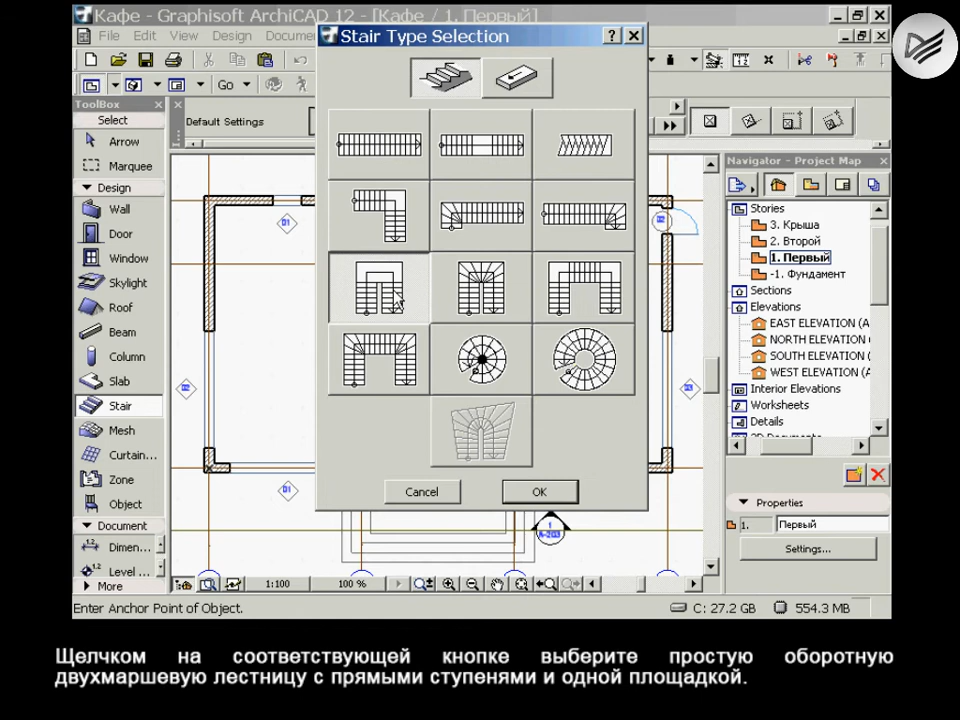 Кафе - Graphisoft ArchiCAD 12 - [Кафе / 1. Первый]
File Edit View Design Docume
Stair Type Selection
Go
ToolBox
Select
Default Settings
Arrow
Marquee
Design
Wall
Door
Window
Skylight
Roof
Beam
Column
Slab
Stair
Mesh
Curtain...
Zone
Object
Document
Dimen...
Level ...
More
Cancel OK
Navigator - Project Map
Stories
3. Крыша
2. Второй
1. Первый
-1. Фундамент
Sections
Elevations
EAST ELEVATION (A
NORTH ELEVATION (
SOUTH ELEVATION (
WEST ELEVATION (A
Interior Elevations
Worksheets
Details
Properties
1. Первый
Settings...
1:100 100 %
Enter Anchor Point of Object.
C: 27.2 GB 554.3 MB
Щелчком на соответствующей кнопке выберите простую оборотную
двухмаршевую лестницу с прямыми ступенями и одной площадкой.